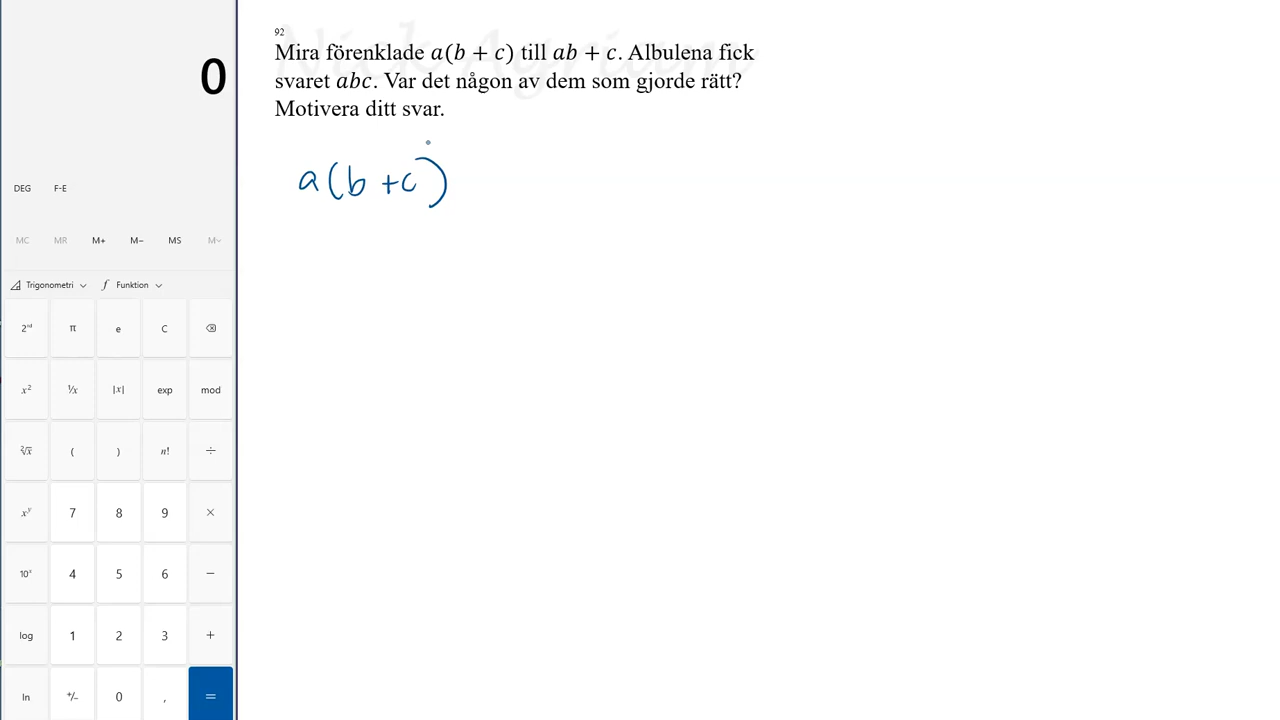 0
DEG F-E
MC MR M+ M− MS M˅
Trigonometri Funktion
2ⁿᵈ π e C
x² ¹/x |x| exp mod
²√x ( ) n! ÷
xʸ 7 8 9 ×
10ˣ 4 5 6 −
log 1 2 3 +
ln +/− 0 , =
92
Mira förenklade a(b + c) till ab + c. Albulena fick
svaret abc. Var det någon av dem som gjorde rätt?
Motivera ditt svar.
a(b +c)